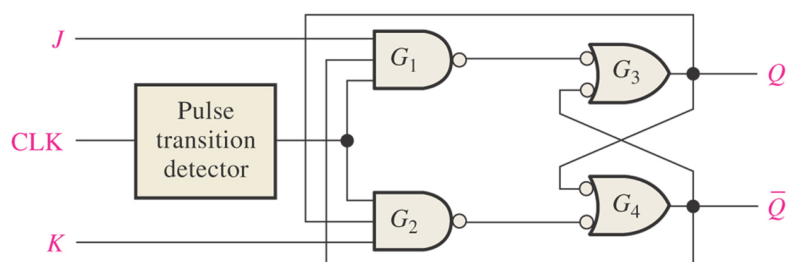 J
G₁
G₃
Q
Pulse
transition
detector
CLK
G₂
G₄
Q̅
K